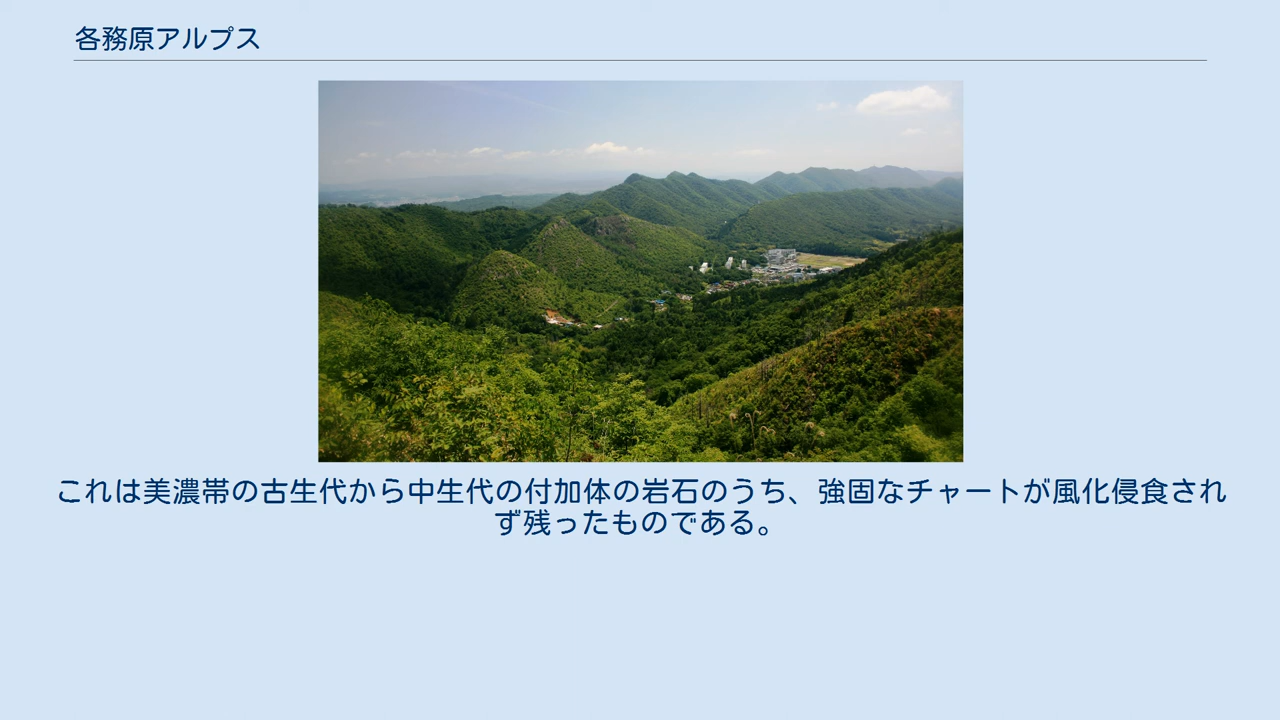 各務原アルプス
これは美濃帯の古生代から中生代の付加体の岩石のうち、強固なチャートが風化侵食され
ず残ったものである。